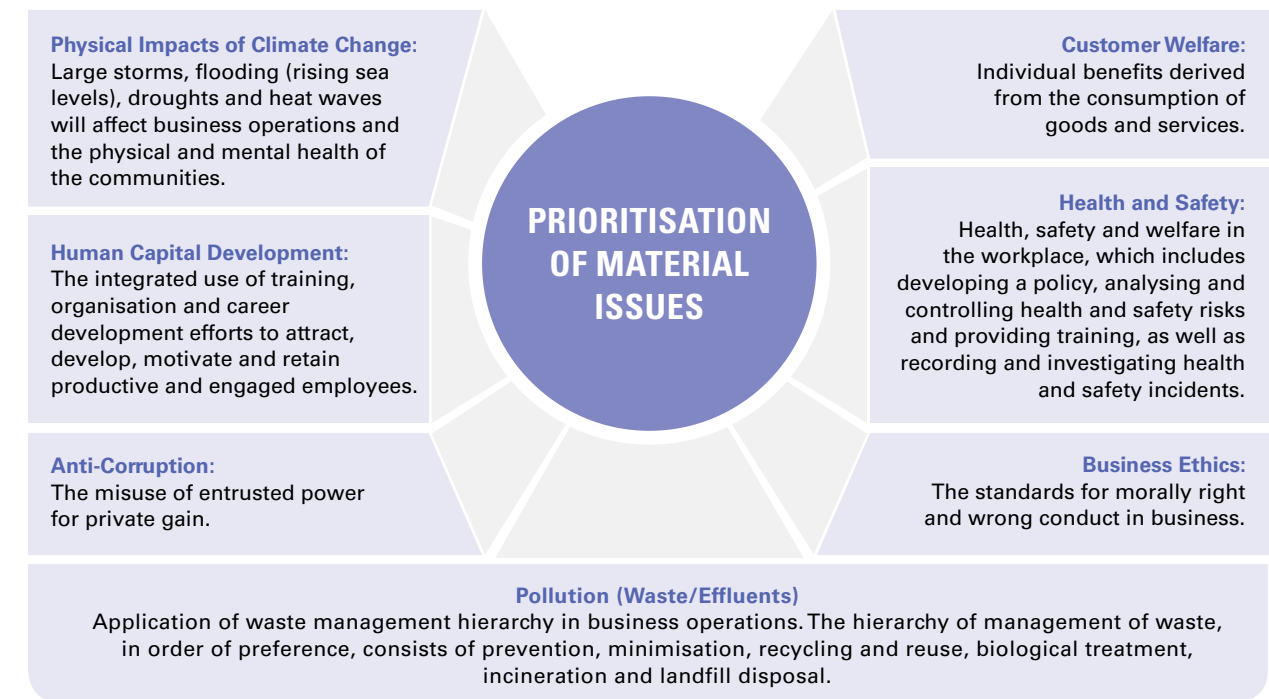 Physical Impacts of Climate Change:
Large storms, flooding (rising sea
levels), droughts and heat waves
will affect business operations and
the physical and mental health of
the communities.
Human Capital Development:
The integrated use of training,
organisation and career
development efforts to attract,
develop, motivate and retain
productive and engaged employees.
Anti-Corruption:
The misuse of entrusted power
for private gain.
PRIORITISATION
OF MATERIAL
ISSUES
Customer Welfare:
Individual benefits derived
from the consumption of
goods and services.
Health and Safety:
Health, safety and welfare in
the workplace, which includes
developing a policy, analysing and
controlling health and safety risks
and providing training, as well as
recording and investigating health
and safety incidents.
Business Ethics:
The standards for morally right
and wrong conduct in business.
Pollution (Waste/Effluents)
Application of waste management hierarchy in business operations. The hierarchy of management of waste,
in order of preference, consists of prevention, minimisation, recycling and reuse, biological treatment,
incineration and landfill disposal.